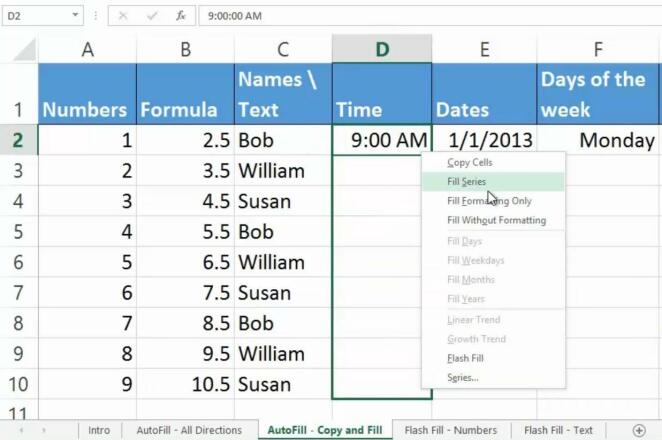 D2 fx 9:00:00 AM
A B C D E F
1 Numbers Formula Names \ Text Time Dates Days of the week
2 1 2.5 Bob 9:00 AM 1/1/2013 Monday
3 2 3.5 William
4 3 4.5 Susan
5 4 5.5 Bob
6 5 6.5 William
7 6 7.5 Susan
8 7 8.5 Bob
9 8 9.5 William
10 9 10.5 Susan
11
Copy Cells
Fill Series
Fill Formatting Only
Fill Without Formatting
Fill Days
Fill Weekdays
Fill Months
Fill Years
Linear Trend
Growth Trend
Flash Fill
Series...
Intro AutoFill - All Directions AutoFill - Copy and Fill Flash Fill - Numbers Flash Fill - Text